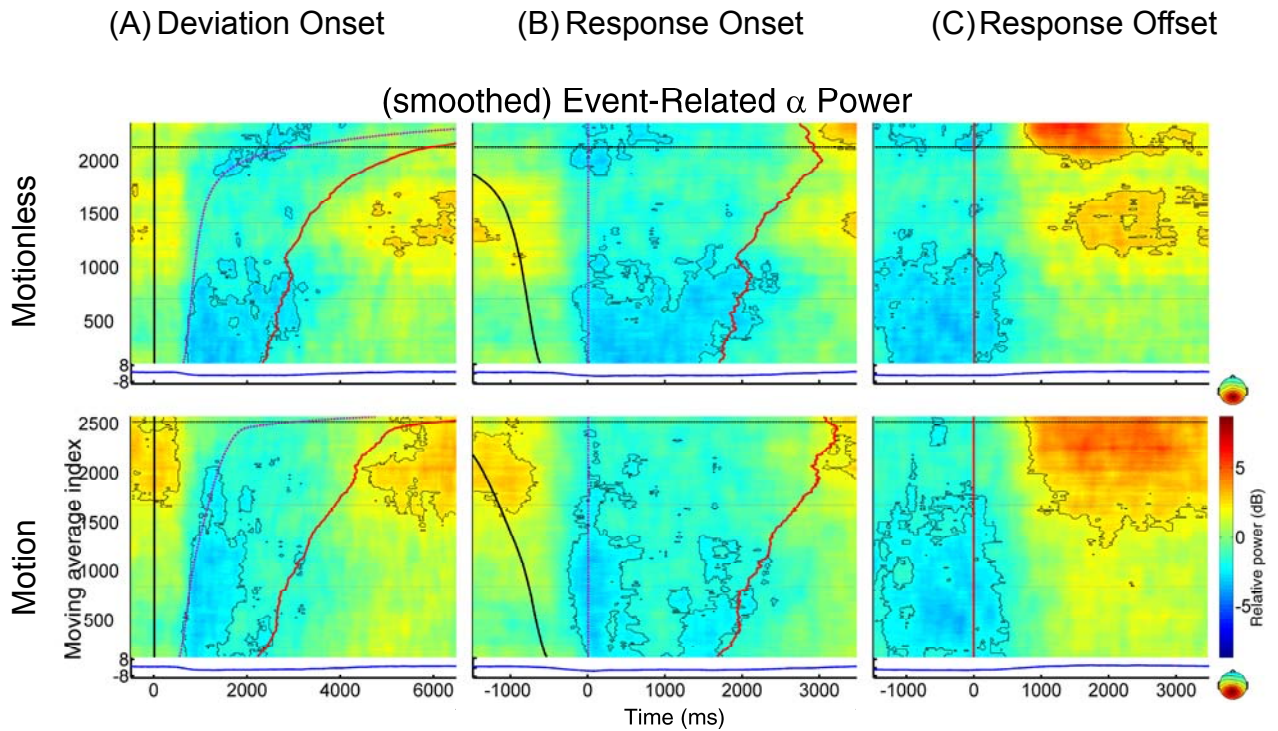 (A) Deviation Onset
(B) Response Onset
(C) Response Offset
(smoothed) Event-Related α Power
Motionless
2000
1500
1000
500
8
-8
Motion
Moving average index
2500
2000
1500
1000
500
8
-8
0 2000 4000 6000
-1000 0 1000 2000 3000
-1000 0 1000 2000 3000
Time (ms)
5
0
-5
Relative power (dB)